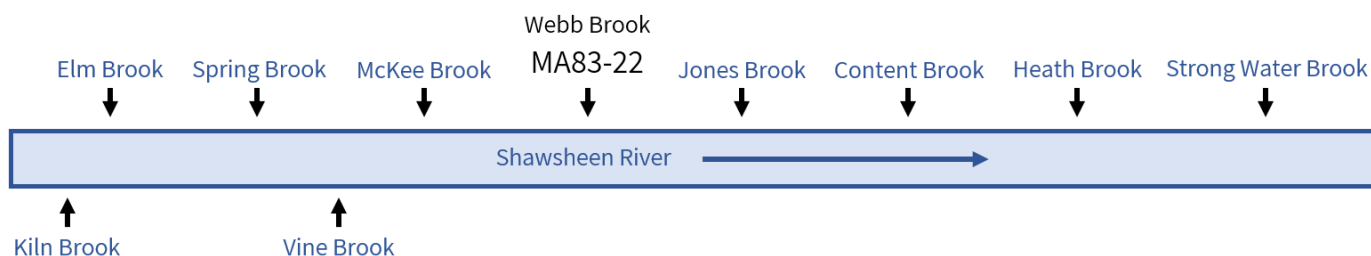 Webb Brook
MA83-22
Elm Brook
Spring Brook
McKee Brook
Jones Brook
Content Brook
Heath Brook
Strong Water Brook
Shawsheen River
Kiln Brook
Vine Brook